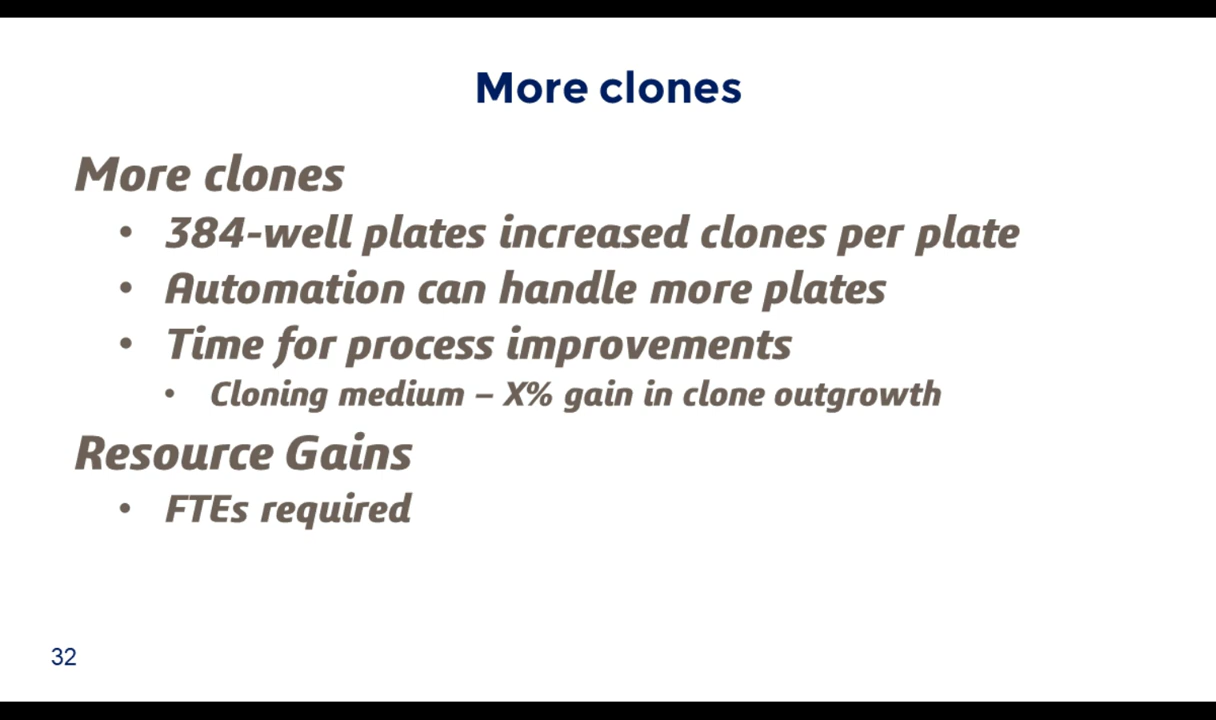 More clones
More clones
• 384-well plates increased clones per plate
• Automation can handle more plates
• Time for process improvements
• Cloning medium – X% gain in clone outgrowth
Resource Gains
• FTEs required
32